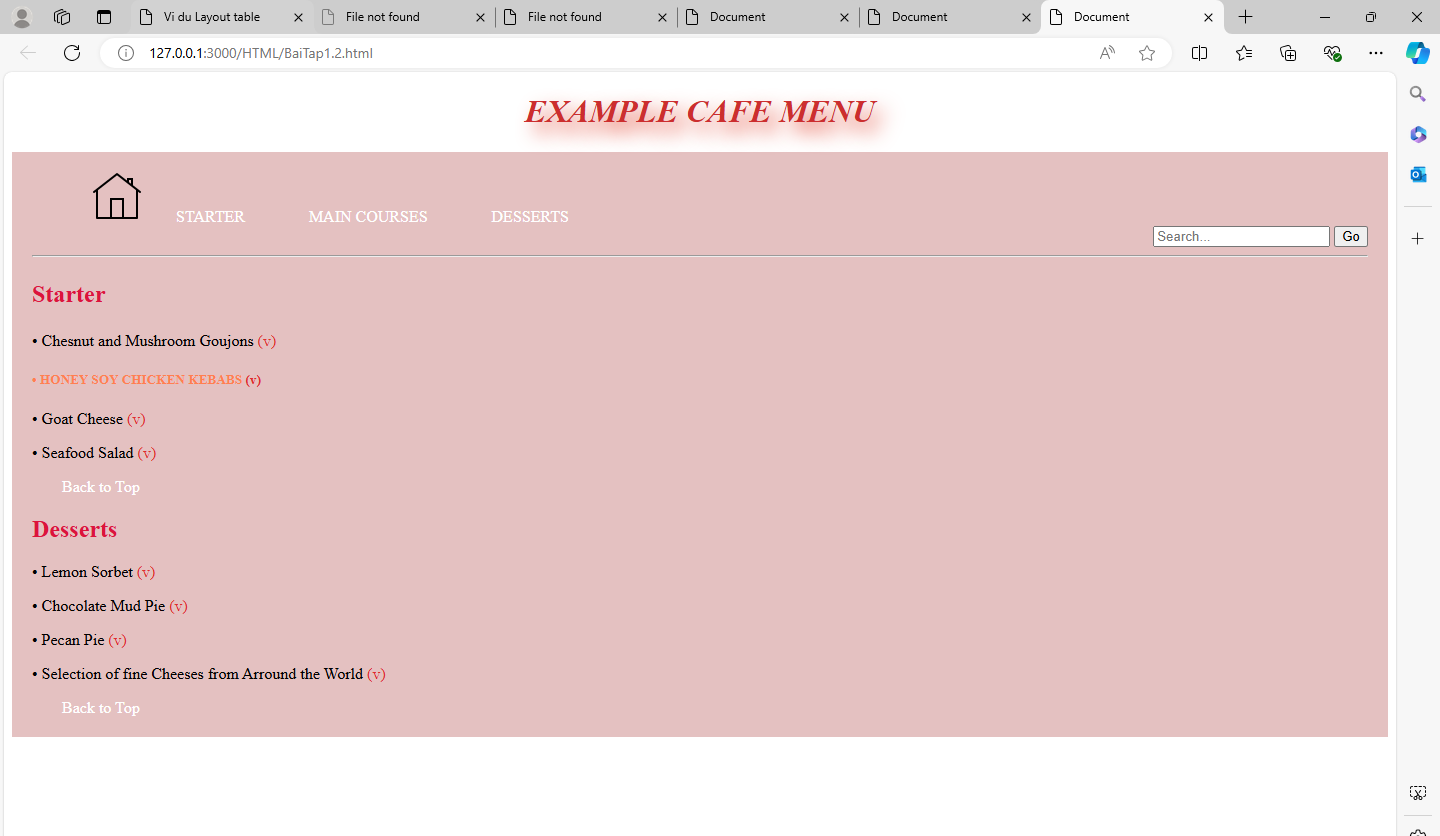 Vi du Layout table File not found File not found Document Document Document
127.0.0.1:3000/HTML/BaiTap1.2.html
EXAMPLE CAFE MENU
STARTER MAIN COURSES DESSERTS
Search... Go
Starter
• Chesnut and Mushroom Goujons (v)
• HONEY SOY CHICKEN KEBABS (v)
• Goat Cheese (v)
• Seafood Salad (v)
Back to Top
Desserts
• Lemon Sorbet (v)
• Chocolate Mud Pie (v)
• Pecan Pie (v)
• Selection of fine Cheeses from Arround the World (v)
Back to Top